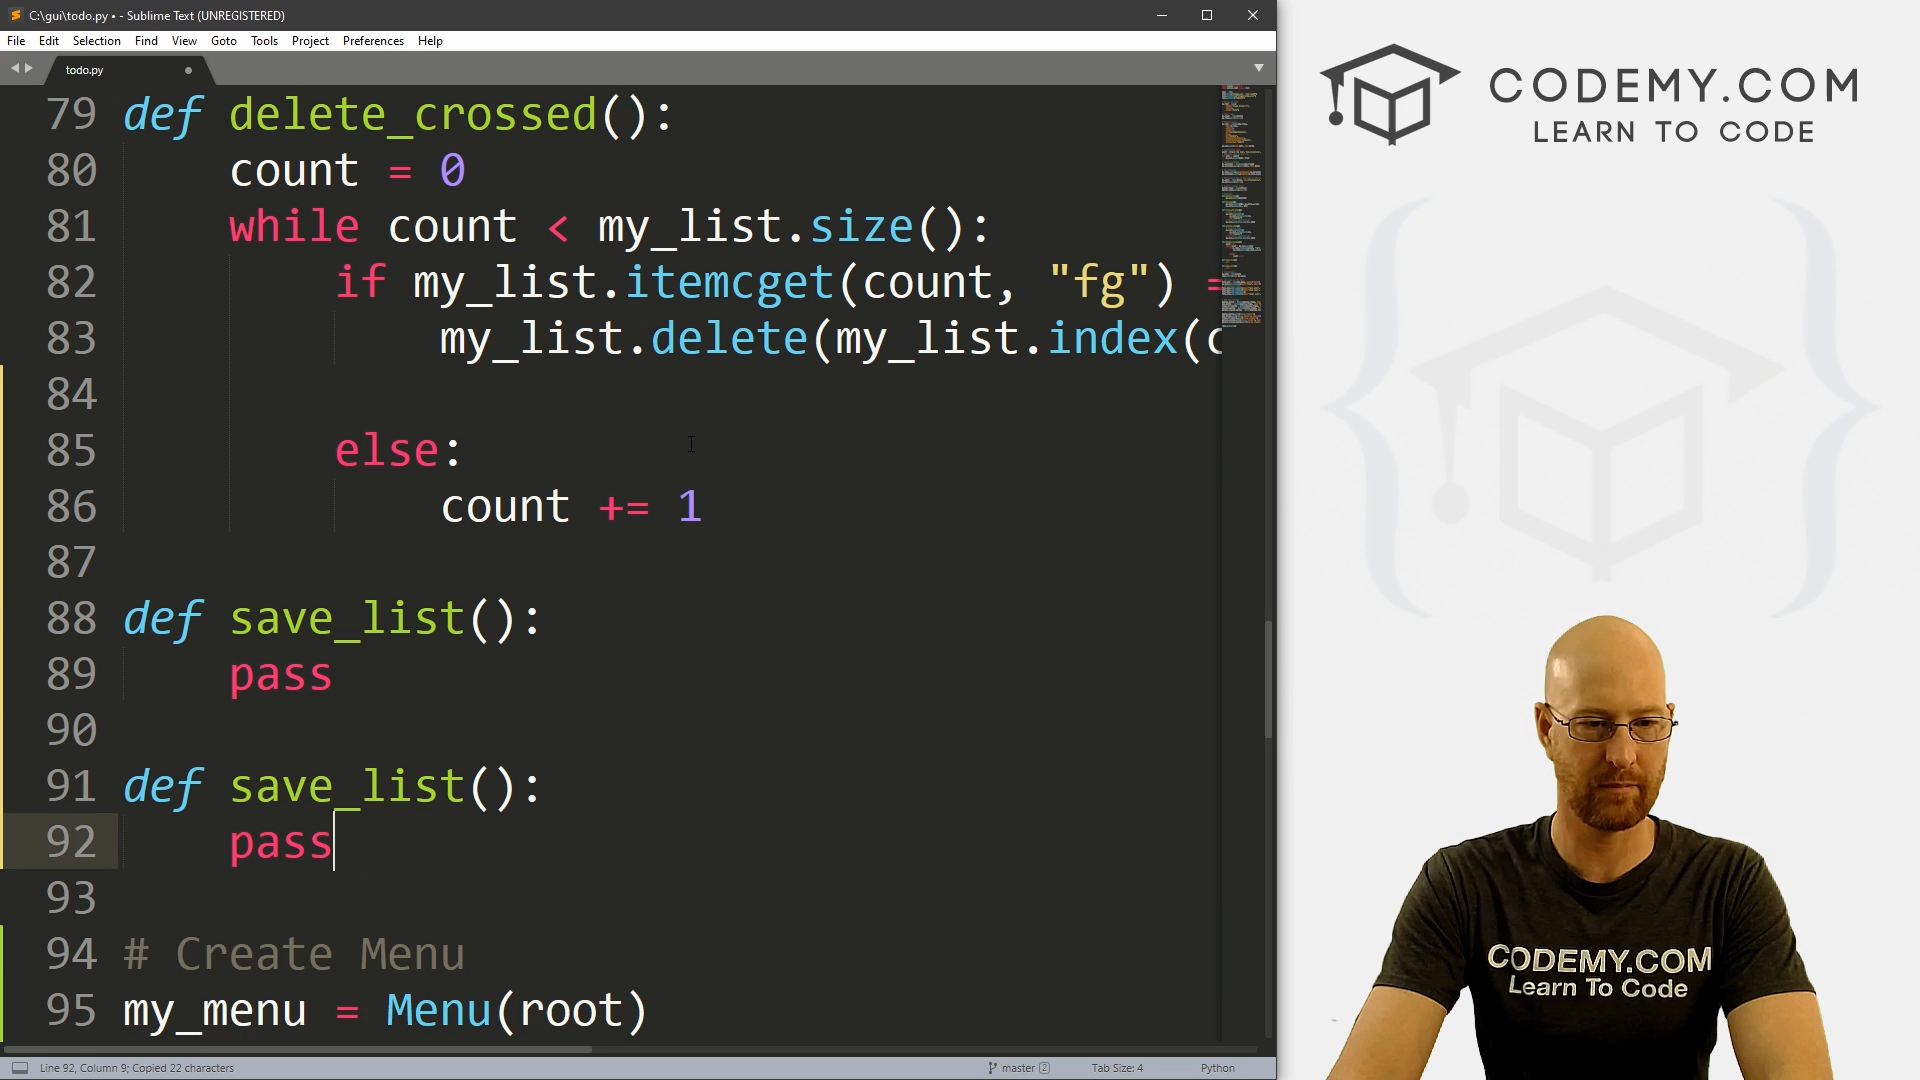 C:\gui\todo.py • - Sublime Text (UNREGISTERED)
File Edit Selection Find View Goto Tools Project Preferences Help
todo.py
79 def delete_crossed():
80 count = 0
81 while count < my_list.size():
82 if my_list.itemcget(count, "fg") =
83 my_list.delete(my_list.index(c
84
85 else:
86 count += 1
87
88 def save_list():
89 pass
90
91 def save_list():
92 pass
93
94 # Create Menu
95 my_menu = Menu(root)
Line 92, Column 9; Copied 22 characters
master 2
Tab Size: 4
Python
CODEMY.COM
LEARN TO CODE
CODEMY.COM
Learn To Code